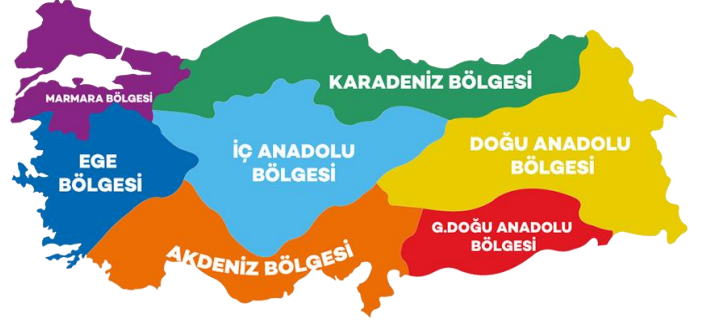 MARMARA BÖLGESİ
KARADENİZ BÖLGESİ
EGE
BÖLGESİ
İÇ ANADOLU
BÖLGESİ
DOĞU ANADOLU
BÖLGESİ
AKDENİZ BÖLGESİ
G.DOĞU ANADOLU
BÖLGESİ